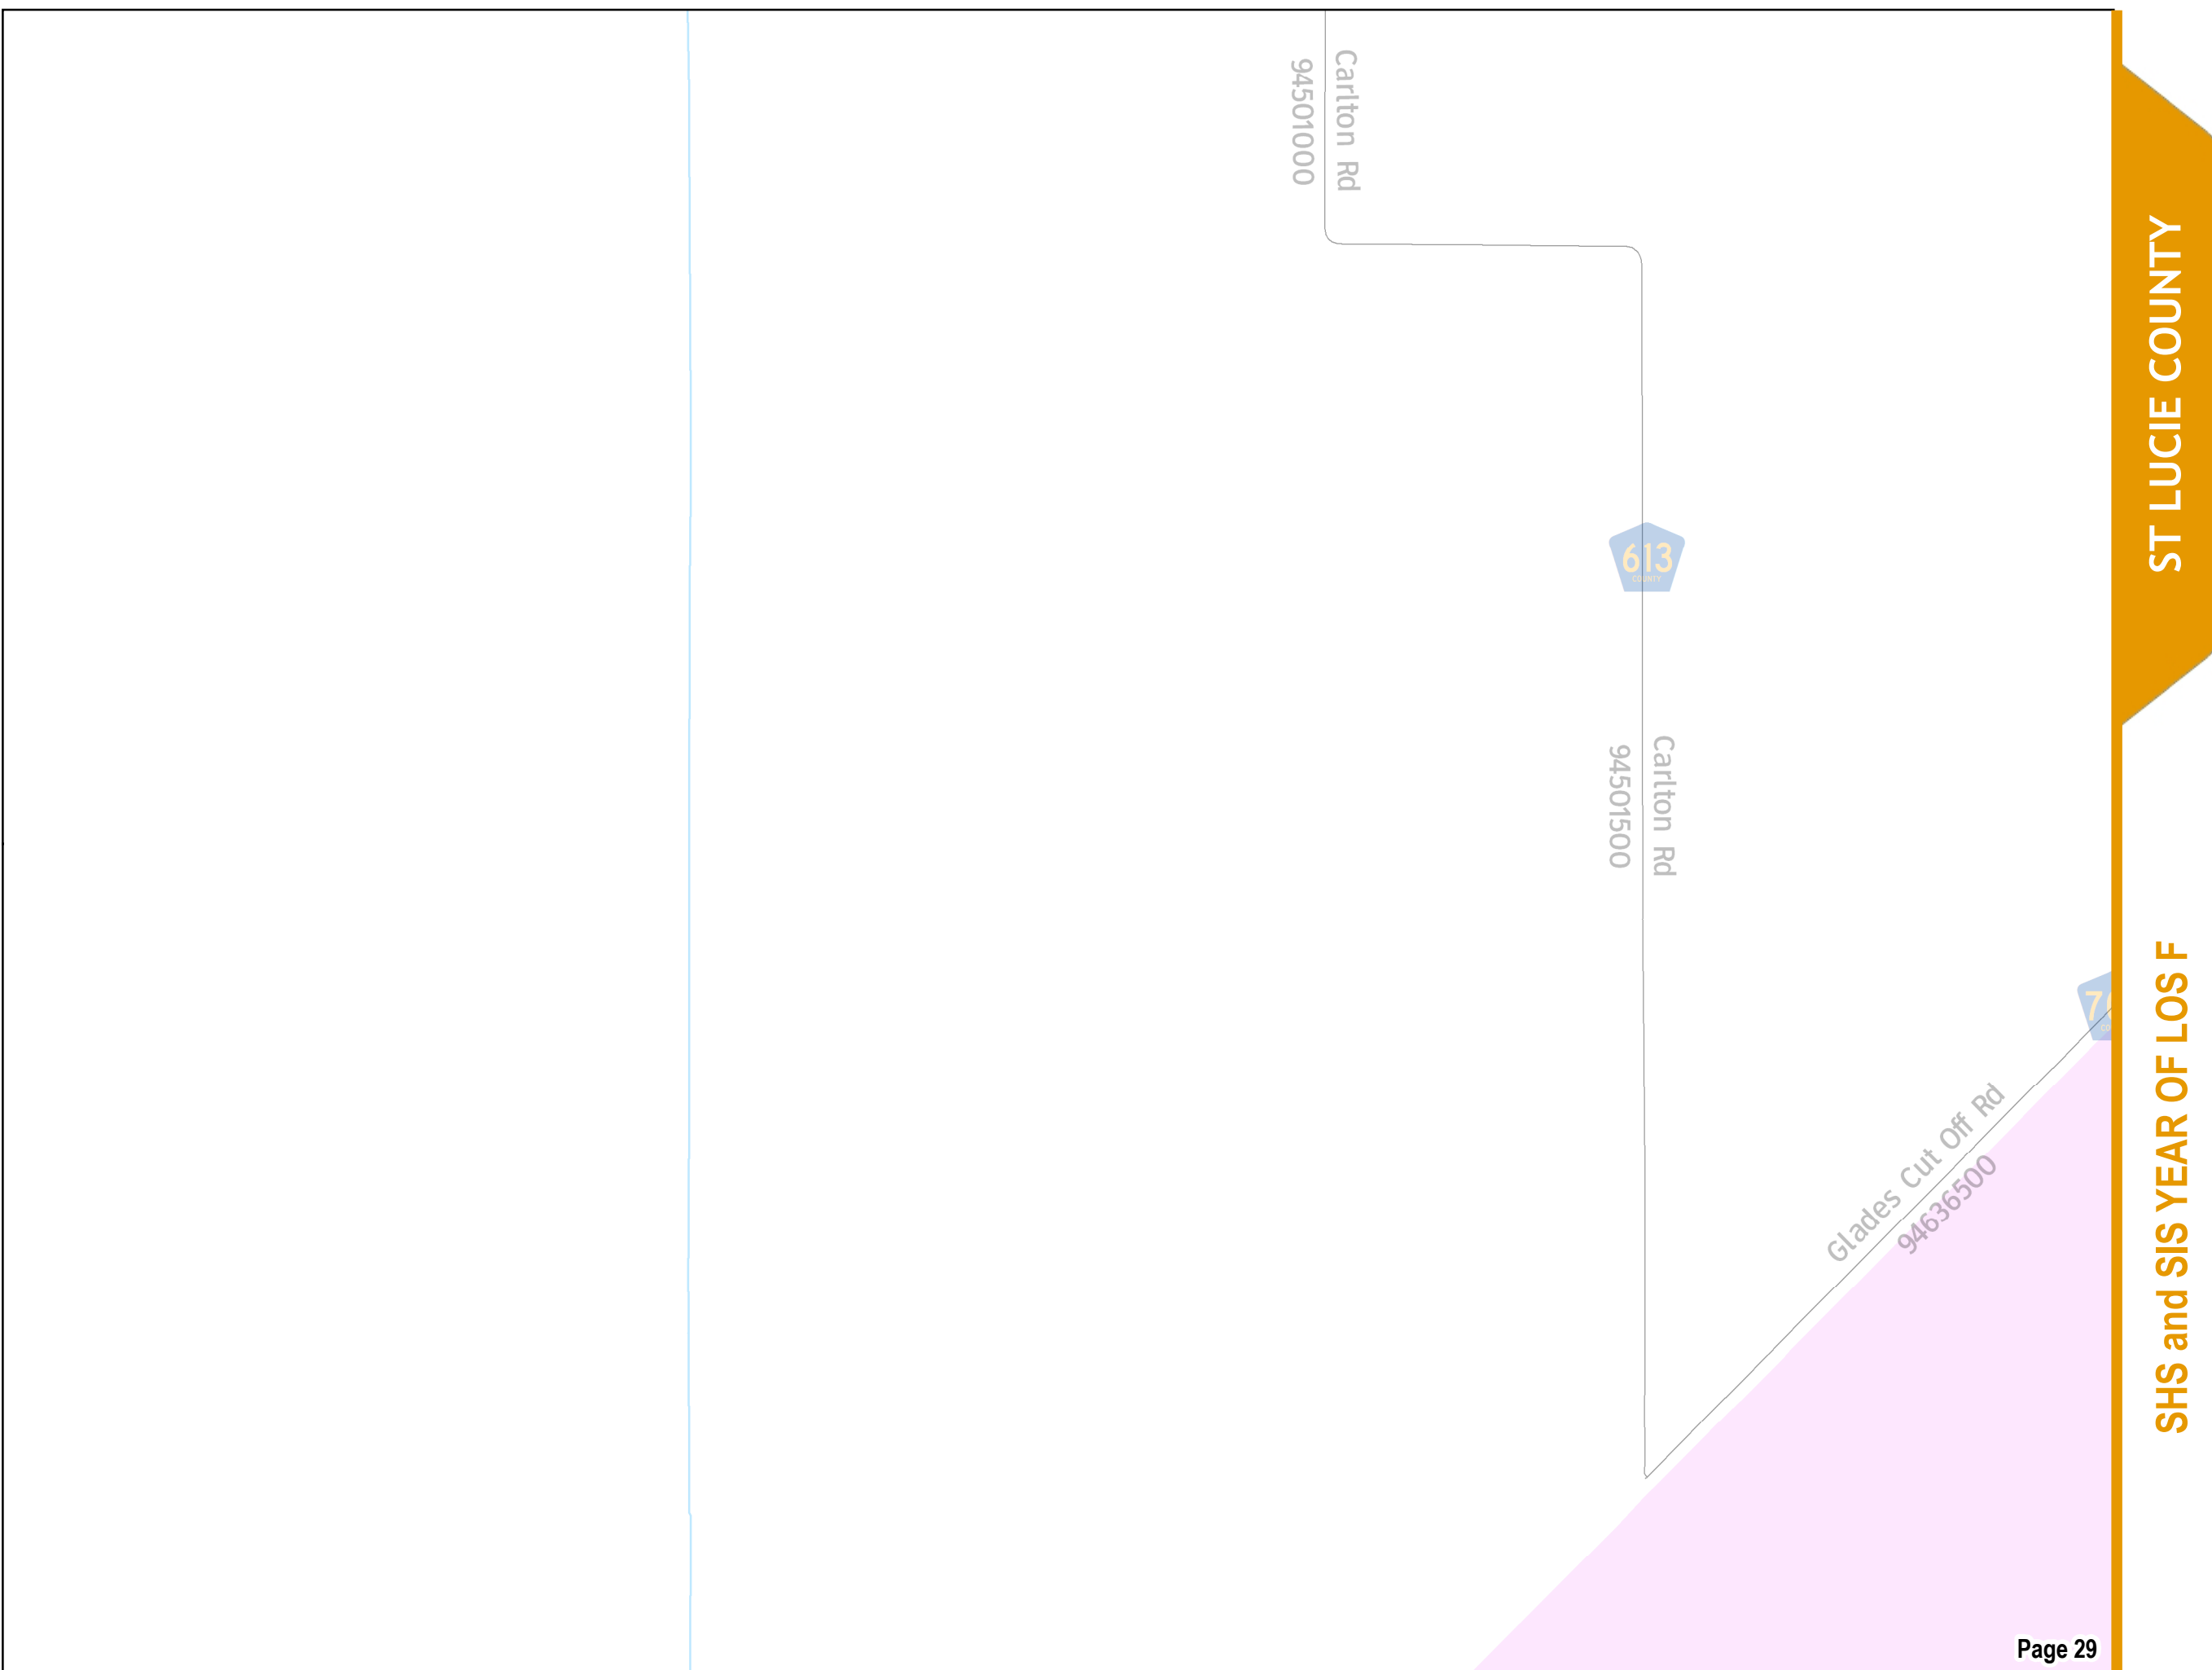 Carlton Rd
94501000
ST LUCIE COUNTY
613
COUNTY
Carlton Rd
94501500
SHS and SIS YEAR OF LOS F
Glades Cut Off Rd
94636500
Page 29